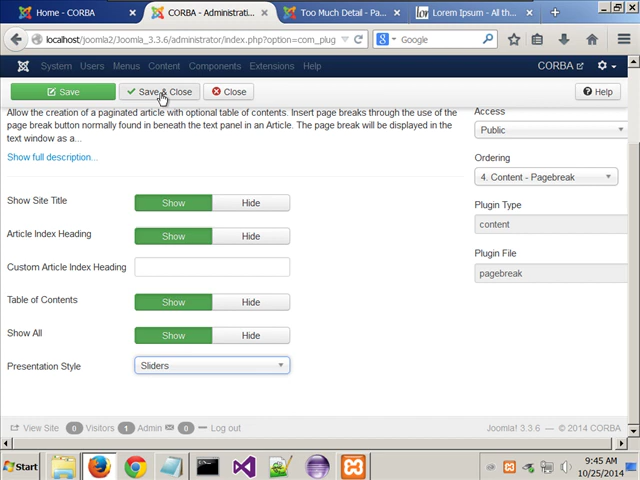 Home - CORBA
CORBA - Administrati...
Too Much Detail - Pa...
Lorem Ipsum - All th...
localhost/joomla2/Joomla_3.3.6/administrator/index.php?option=com_plug
Google
System Users Menus Content Components Extensions Help
CORBA
Save
Save & Close
Close
Help
Allow the creation of a paginated article with optional table of contents. Insert page breaks through the use of the
page break button normally found in beneath the text panel in an Article. The page break will be displayed in the
text window as a...
Show full description...
Access
Public
Ordering
4. Content - Pagebreak
Plugin Type
content
Plugin File
pagebreak
Show Site Title
Show Hide
Article Index Heading
Show Hide
Custom Article Index Heading
Table of Contents
Show Hide
Show All
Show Hide
Presentation Style
Sliders
View Site 0 Visitors 1 Admin 0 Log out
Joomla! 3.3.6 — © 2014 CORBA
Start
9:45 AM
10/25/2014